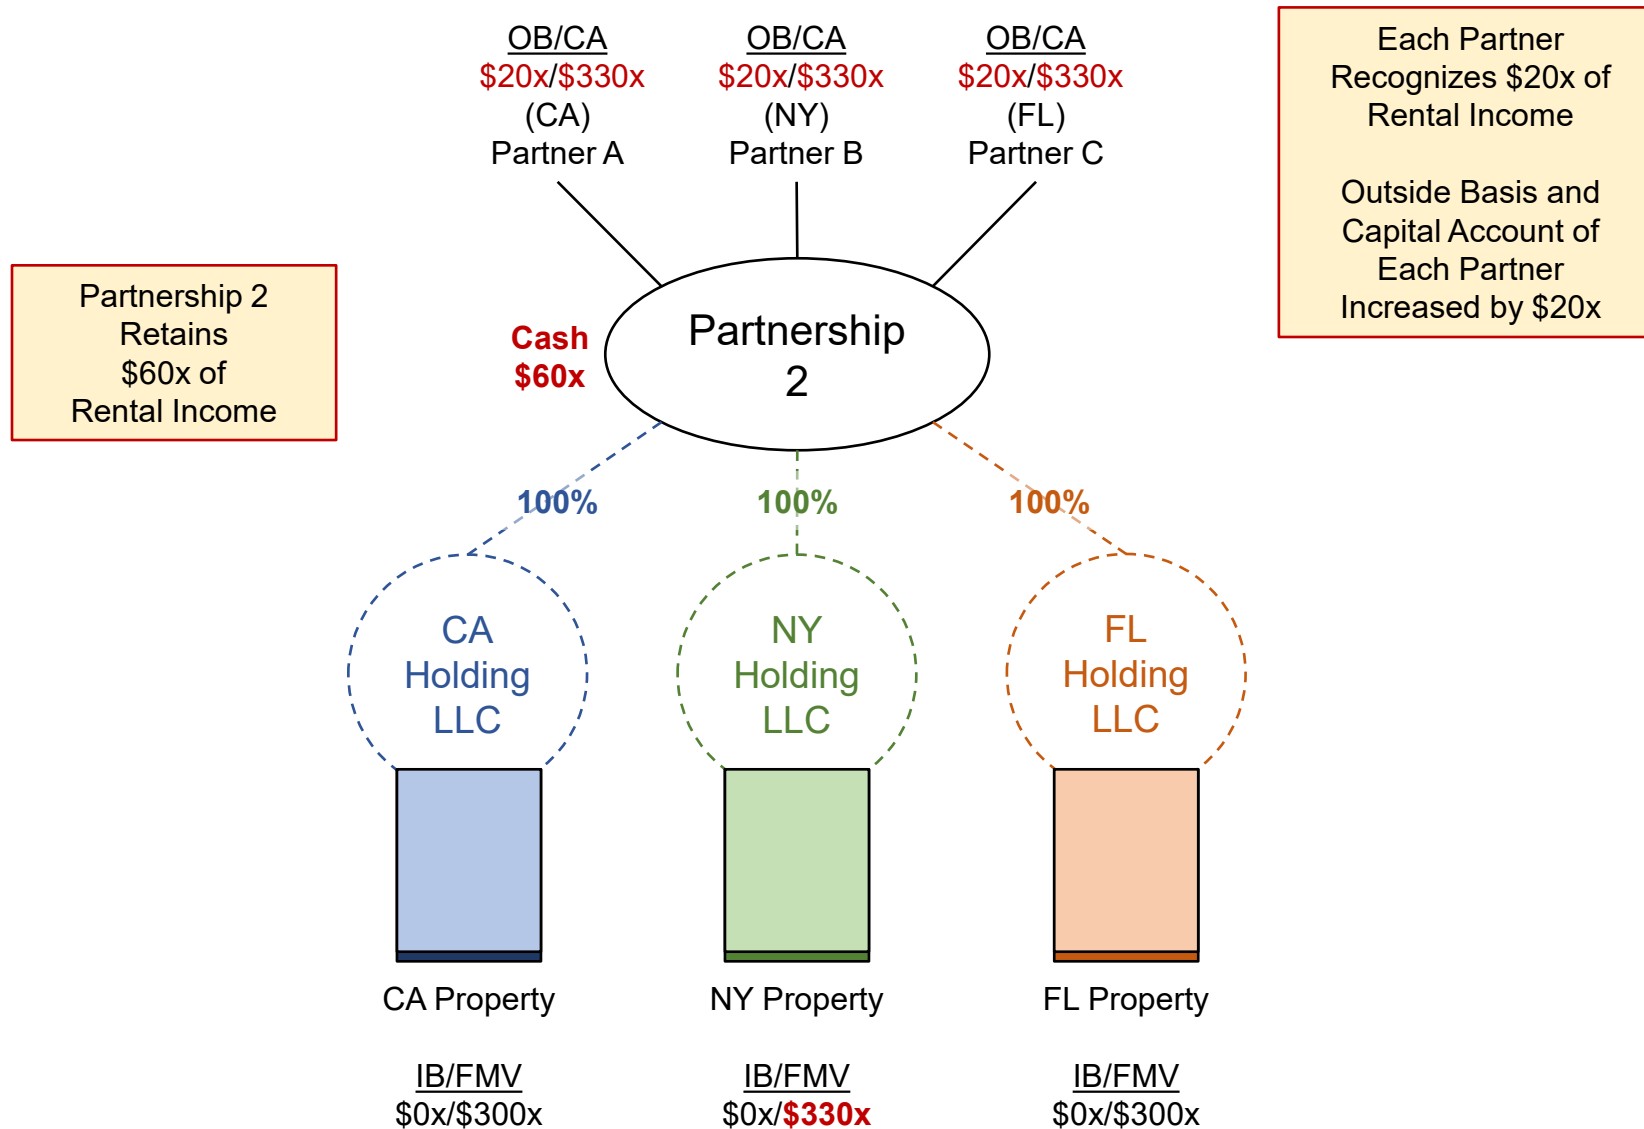 OB/CA
$20x/$330x
(CA)
Partner A
OB/CA
$20x/$330x
(NY)
Partner B
OB/CA
$20x/$330x
(FL)
Partner C
Each Partner
Recognizes $20x of
Rental Income
Outside Basis and
Capital Account of
Each Partner
Increased by $20x
Partnership 2
Retains
$60x of
Rental Income
Cash
$60x
Partnership
2
100%
100%
100%
CA
Holding
LLC
NY
Holding
LLC
FL
Holding
LLC
CA Property
NY Property
FL Property
IB/FMV
$0x/$300x
IB/FMV
$0x/$330x
IB/FMV
$0x/$300x